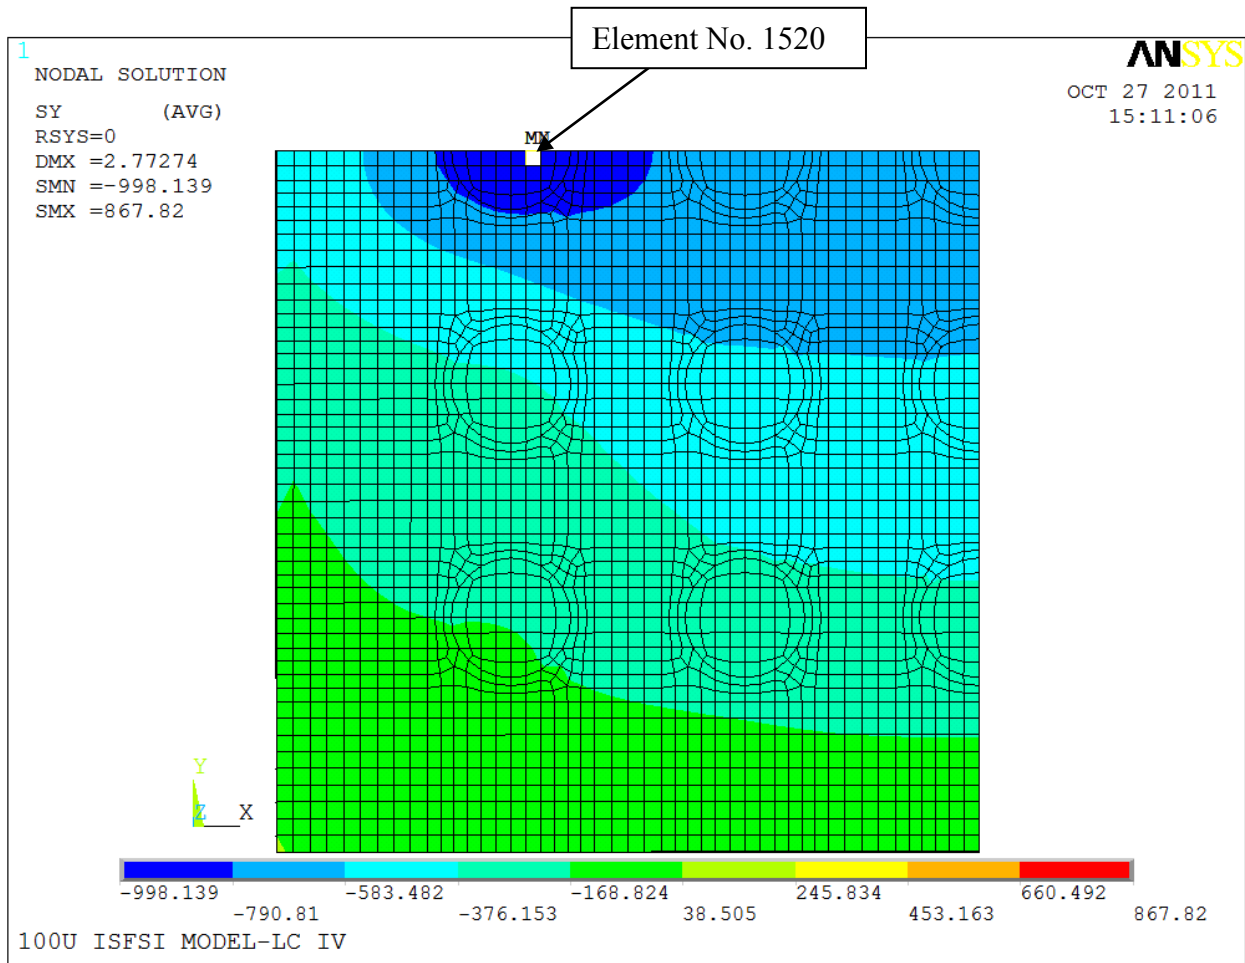 Element No. 1520
1
ANSYS
NODAL SOLUTION
OCT 27 2011
15:11:06
SY (AVG)
RSYS=0
DMX =2.77274
SMN =-998.139
SMX =867.82
MN
Y
Z X
-998.139 -583.482 -168.824 245.834 660.492
-790.81 -376.153 38.505 453.163 867.82
100U ISFSI MODEL-LC IV